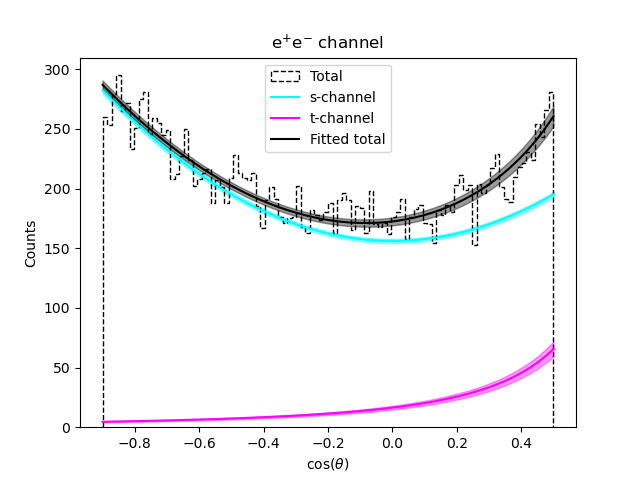 e⁺e⁻ channel
Total
s-channel
t-channel
Fitted total
300
250
200
150
100
50
0
Counts
−0.8 −0.6 −0.4 −0.2 0.0 0.2 0.4
cos(θ)